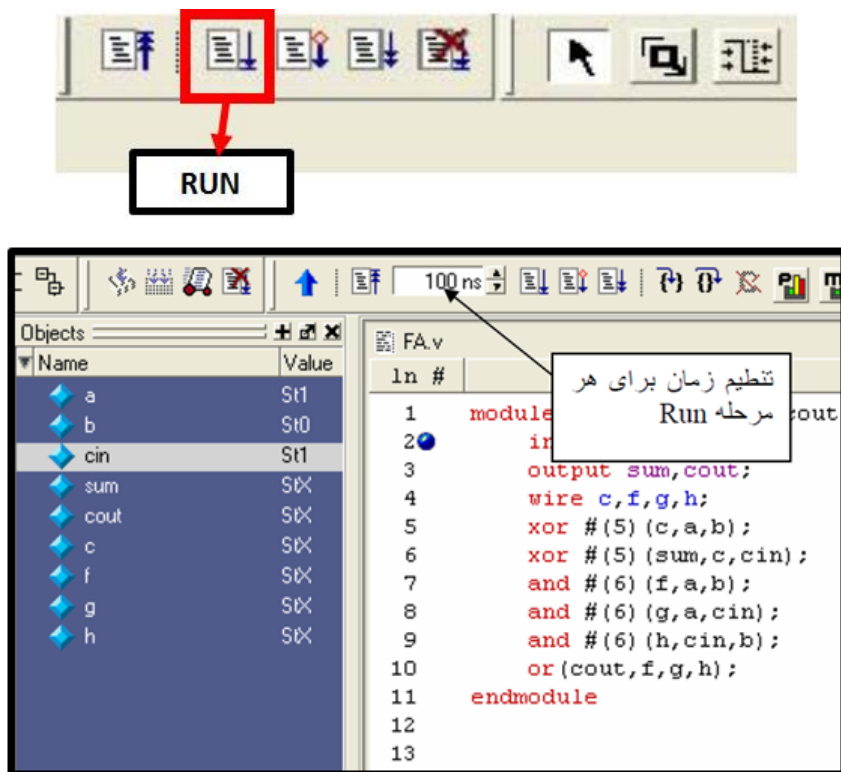 RUN
100 ns
Objects
Name
Value
a
St1
b
St0
cin
St1
sum
StX
cout
StX
c
StX
f
StX
g
StX
h
StX
FA.v
ln #
تنظیم زمان برای هر
مرحله Run
1 module cout
2 in
3 output sum,cout;
4 wire c,f,g,h;
5 xor #(5)(c,a,b);
6 xor #(5)(sum,c,cin);
7 and #(6)(f,a,b);
8 and #(6)(g,a,cin);
9 and #(6)(h,cin,b);
10 or(cout,f,g,h);
11 endmodule
12
13